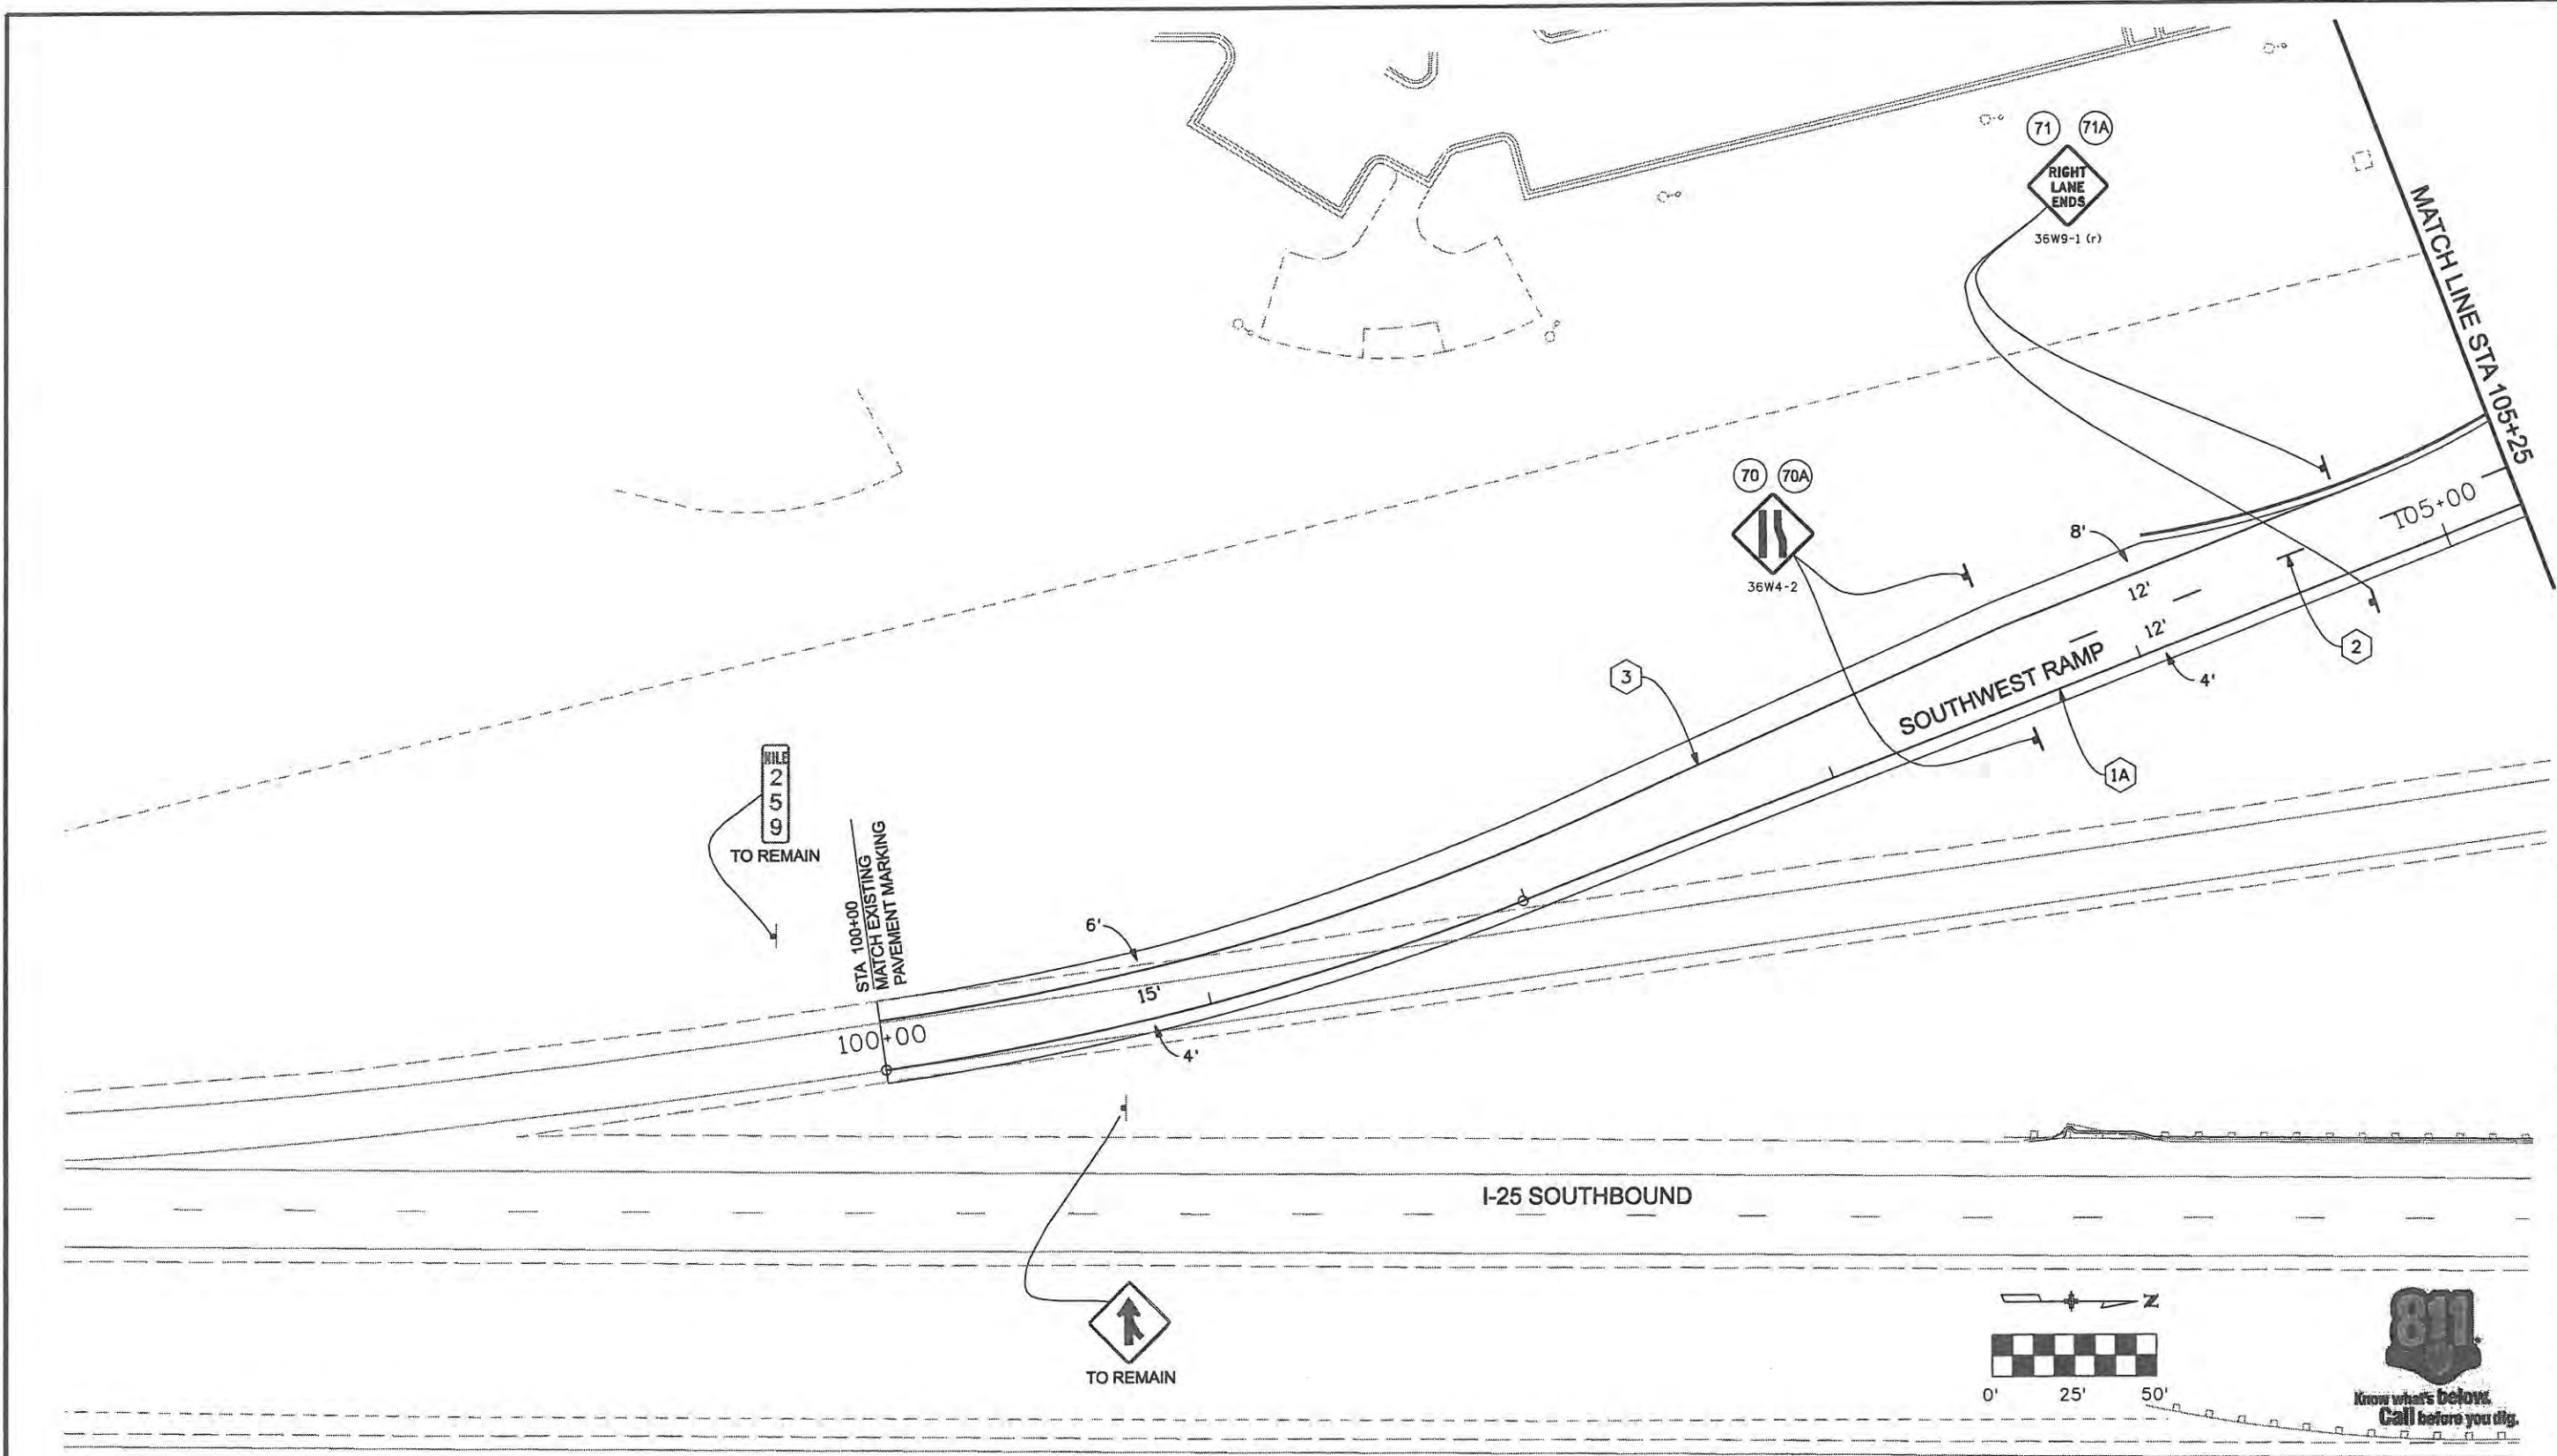 71 71A
RIGHT
LANE
ENDS
36W9-1 (r)
MATCH LINE STA 105+25
70 70A
36W4-2
105+00
8'
12'
12'
2
3
SOUTHWEST RAMP
4'
1A
MILE
2
5
9
TO REMAIN
STA 100+00
MATCH EXISTING
PAVEMENT MARKING
6'
15'
100+00
4'
I-25 SOUTHBOUND
TO REMAIN
Z
0' 25' 50'
811
Know what's below.
Call before you dig.